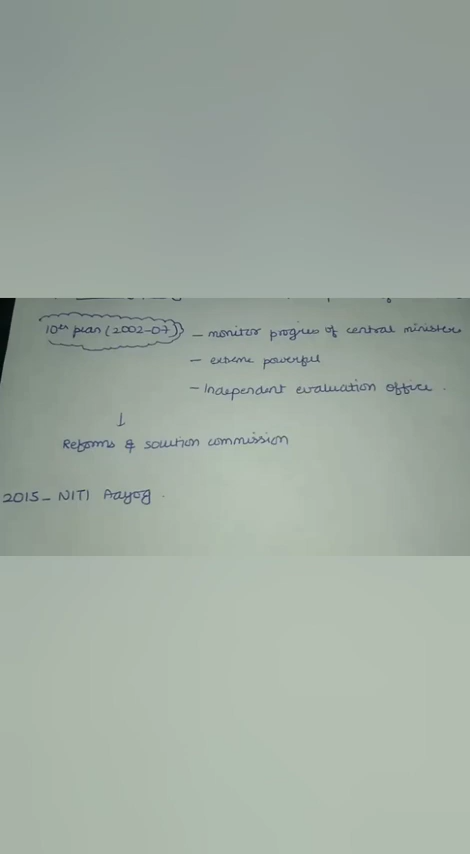 10th plan (2002-07) – monitor progres of central ministers
– extreme powerful
– Independent evaluation office.
↓
Reforms & solution commission
2015 – NITI Aayog.